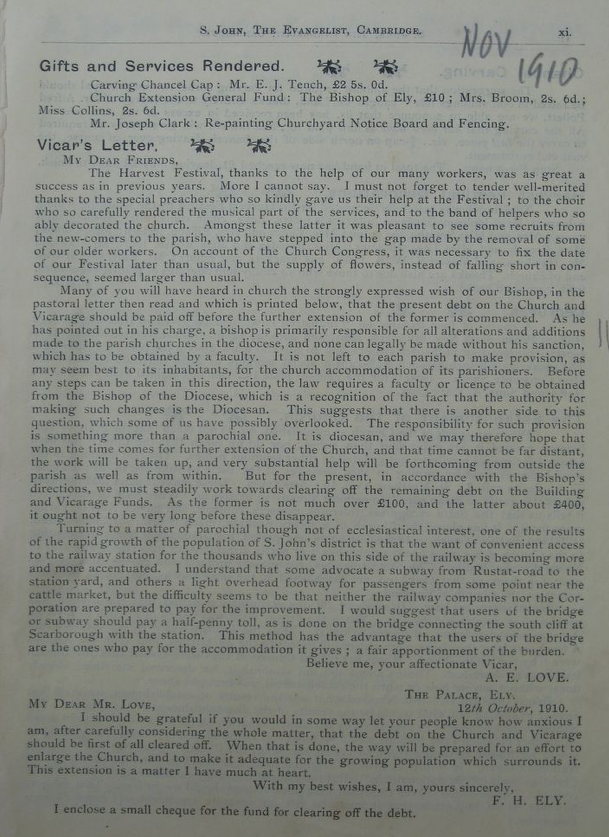 S. JOHN, THE EVANGELIST, CAMBRIDGE. xi.
NOV 1910
Gifts and Services Rendered.
Carving Chancel Cap : Mr. E. J. Tench, £2 5s. 0d.
Church Extension General Fund : The Bishop of Ely, £10 ; Mrs. Broom, 2s. 6d.;
Miss Collins, 2s. 6d.
Mr. Joseph Clark : Re-painting Churchyard Notice Board and Fencing.
Vicar's Letter.
MY DEAR FRIENDS,
The Harvest Festival, thanks to the help of our many workers, was as great a
success as in previous years. More I cannot say. I must not forget to tender well-merited
thanks to the special preachers who so kindly gave us their help at the Festival ; to the choir
who so carefully rendered the musical part of the services, and to the band of helpers who so
ably decorated the church. Amongst these latter it was pleasant to see some recruits from
the new-comers to the parish, who have stepped into the gap made by the removal of some
of our older workers. On account of the Church Congress, it was necessary to fix the date
of our Festival later than usual, but the supply of flowers, instead of falling short in con-
sequence, seemed larger than usual.
Many of you will have heard in church the strongly expressed wish of our Bishop, in the
pastoral letter then read and which is printed below, that the present debt on the Church and
Vicarage should be paid off before the further extension of the former is commenced. As he
has pointed out in his charge, a bishop is primarily responsible for all alterations and additions
made to the parish churches in the diocese, and none can legally be made without his sanction,
which has to be obtained by a faculty. It is not left to each parish to make provision, as
may seem best to its inhabitants, for the church accommodation of its parishioners. Before
any steps can be taken in this direction, the law requires a faculty or licence to be obtained
from the Bishop of the Diocese, which is a recognition of the fact that the authority for
making such changes is the Diocesan. This suggests that there is another side to this
question, which some of us have possibly overlooked. The responsibility for such provision
is something more than a parochial one. It is diocesan, and we may therefore hope that
when the time comes for further extension of the Church, and that time cannot be far distant,
the work will be taken up, and very substantial help will be forthcoming from outside the
parish as well as from within. But for the present, in accordance with the Bishop's
directions, we must steadily work towards clearing off the remaining debt on the Building
and Vicarage Funds. As the former is not much over £100, and the latter about £400,
it ought not to be very long before these disappear.
Turning to a matter of parochial though not of ecclesiastical interest, one of the results
of the rapid growth of the population of S. John's district is that the want of convenient access
to the railway station for the thousands who live on this side of the railway is becoming more
and more accentuated. I understand that some advocate a subway from Rustat-road to the
station yard, and others a light overhead footway for passengers from some point near the
cattle market, but the difficulty seems to be that neither the railway companies nor the Cor-
poration are prepared to pay for the improvement. I would suggest that users of the bridge
or subway should pay a half-penny toll, as is done on the bridge connecting the south cliff at
Scarborough with the station. This method has the advantage that the users of the bridge
are the ones who pay for the accommodation it gives ; a fair apportionment of the burden.
Believe me, your affectionate Vicar,
A. E. LOVE.
THE PALACE, ELY.
MY DEAR MR. LOVE, 12th October, 1910.
I should be grateful if you would in some way let your people know how anxious I
am, after carefully considering the whole matter, that the debt on the Church and Vicarage
should be first of all cleared off. When that is done, the way will be prepared for an effort to
enlarge the Church, and to make it adequate for the growing population which surrounds it.
This extension is a matter I have much at heart.
With my best wishes, I am, yours sincerely,
F. H. ELY.
I enclose a small cheque for the fund for clearing off the debt.